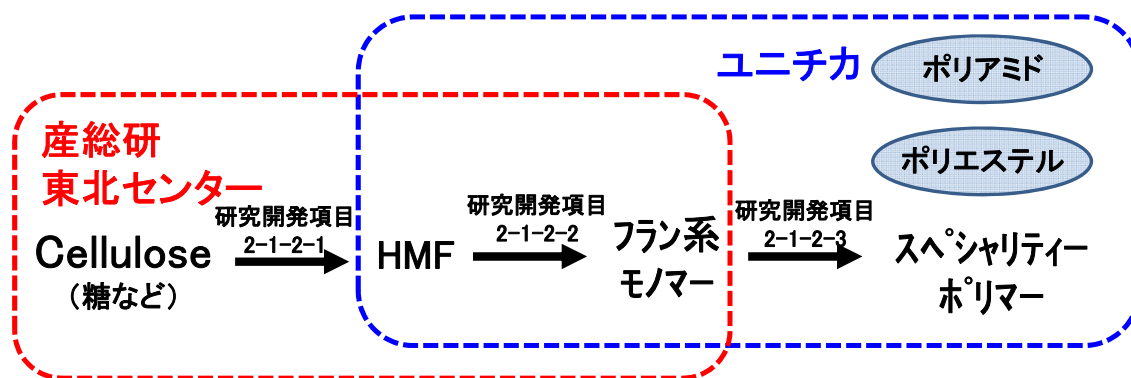 ユニチカ
ポリアミド
産総研
東北センター
ポリエステル
研究開発項目
2-1-2-1
研究開発項目
2-1-2-2
研究開発項目
2-1-2-3
Cellulose
(糖など)
HMF
フラン系
モノマー
スペシャリティー
ポリマー